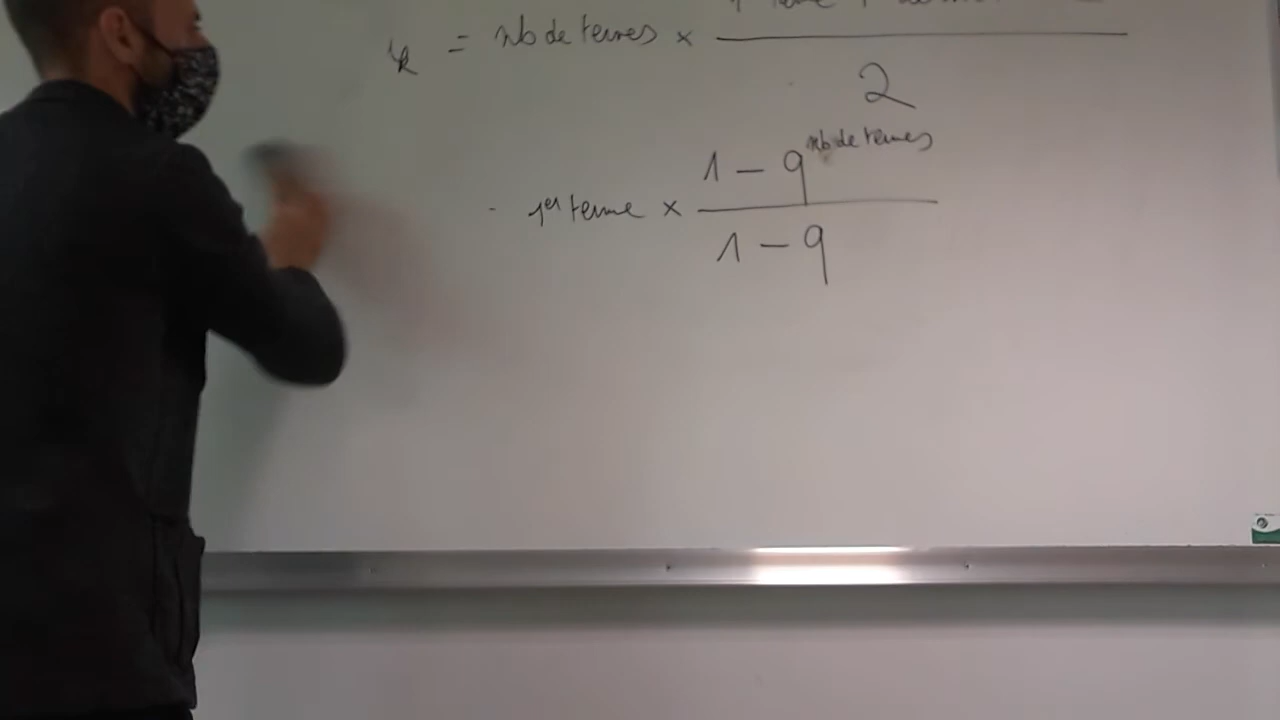 k = nb de termes ×
2
1er terme × 1 - q^nb de termes
1 - q